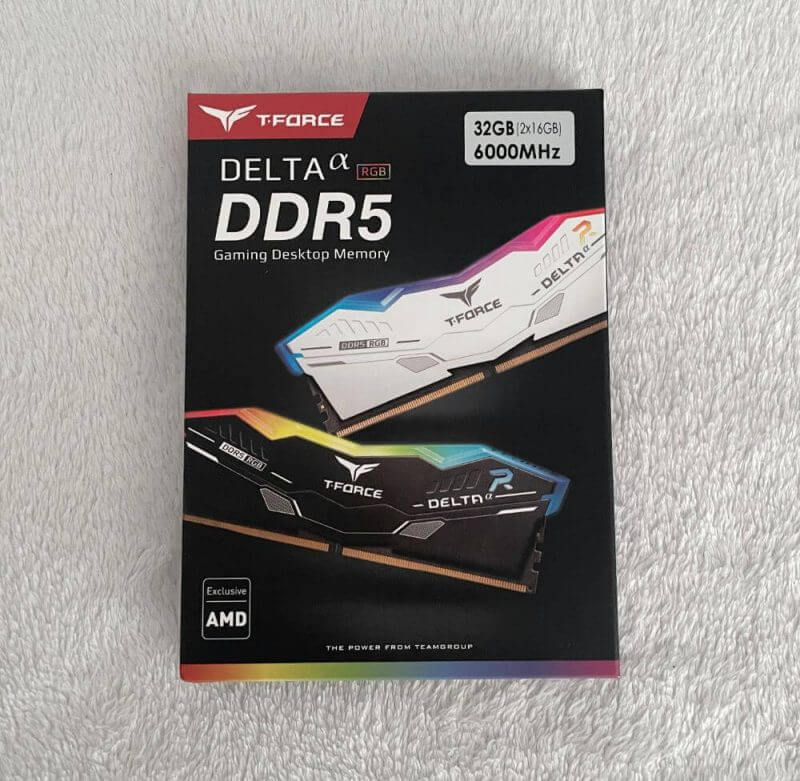 T-FORCE
32GB(2x16GB)
6000MHz
DELTA α RGB
DDR5
Gaming Desktop Memory
DELTA α
T-FORCE
DDR5 RGB
DDR5 RGB
T-FORCE
DELTA α
Exclusive
AMD
THE POWER FROM TEAMGROUP